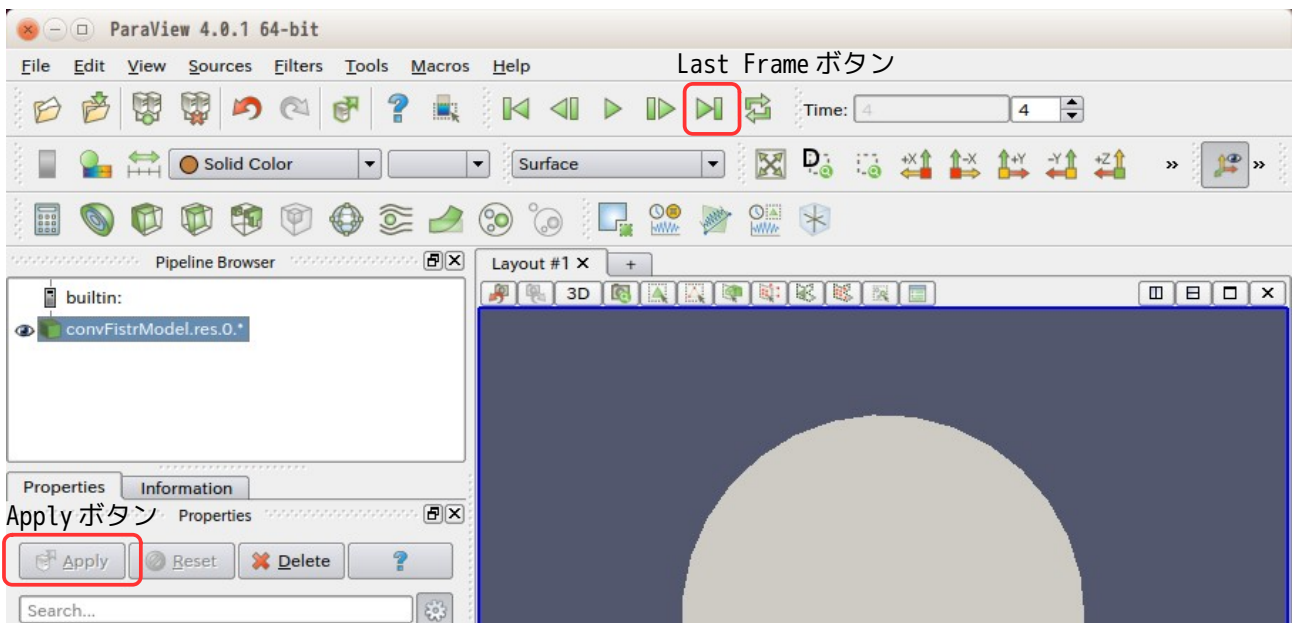 ParaView 4.0.1 64-bit
File Edit View Sources Filters Tools Macros Help
Last Frame ボタン
Time: 4 4
Solid Color Surface +X -X +Y -Y +Z » »
Pipeline Browser
Layout #1 +
3D
builtin:
convFistrModel.res.0.*
Properties Information
Apply ボタン Properties
Apply Reset Delete ?
Search...